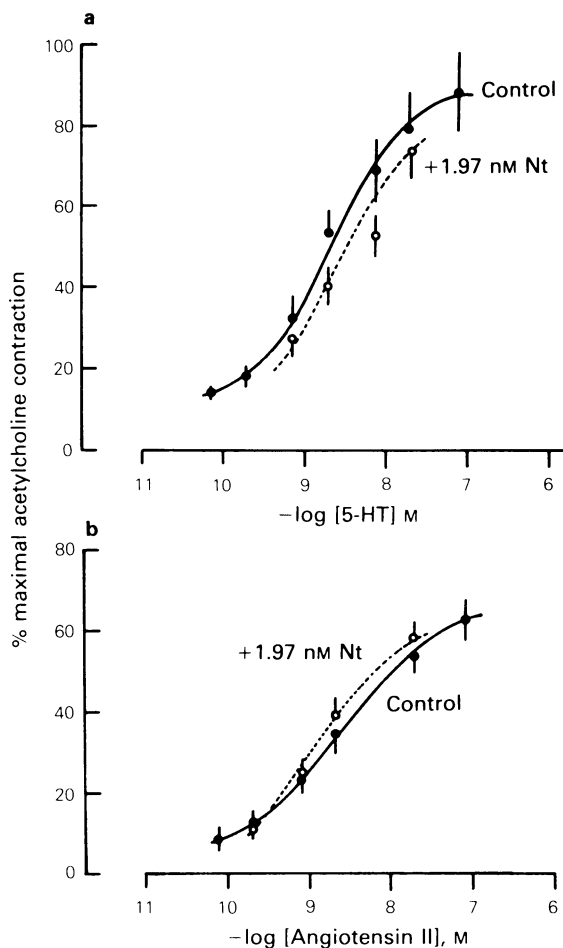 a
% maximal acetylcholine contraction
100
80
60
40
20
0
Control
+1.97 nM Nt
11 10 9 8 7 6
−log [5-HT] M
b
80
60
40
20
0
+1.97 nM Nt
Control
11 10 9 8 7 6
−log [Angiotensin II], M